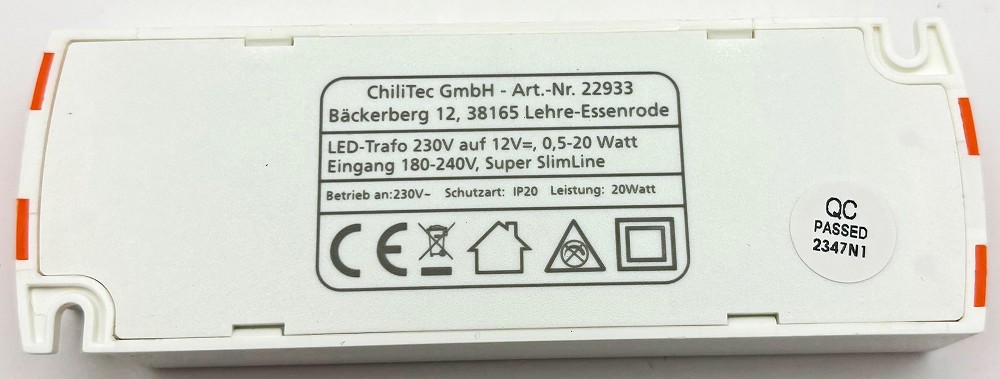 ChiliTec GmbH - Art.-Nr. 22933
Bäckerberg 12, 38165 Lehre-Essenrode
LED-Trafo 230V auf 12V=, 0,5-20 Watt
Eingang 180-240V, Super SlimLine
Betrieb an:230V~ Schutzart: IP20 Leistung: 20Watt
CE
QC
PASSED
2347N1